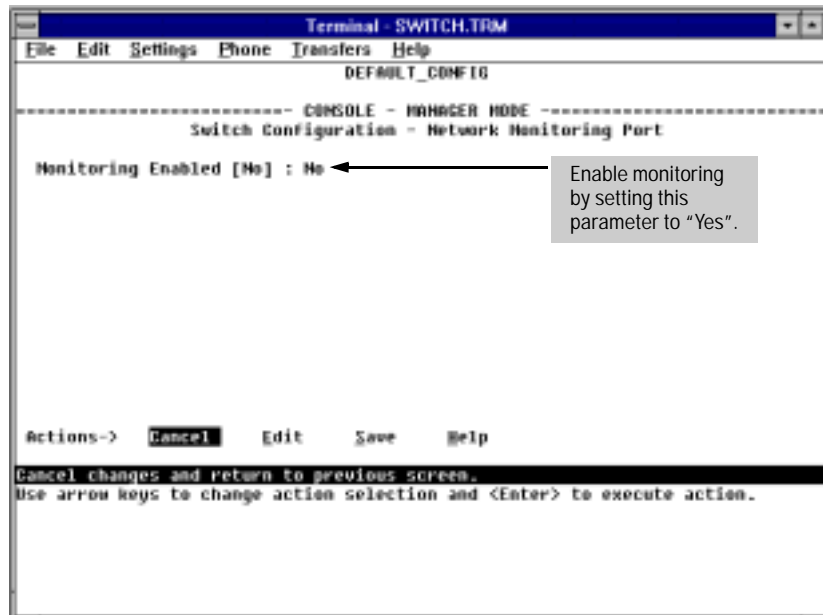 Terminal - SWITCH.TRM
File Edit Settings Phone Transfers Help
DEFAULT_CONFIG
---------------------------- CONSOLE - MANAGER MODE ----------------------------
Switch Configuration - Network Monitoring Port
Monitoring Enabled [No] : No
Enable monitoring
by setting this
parameter to “Yes”.
Actions-> Cancel Edit Save Help
Cancel changes and return to previous screen.
Use arrow keys to change action selection and <Enter> to execute action.